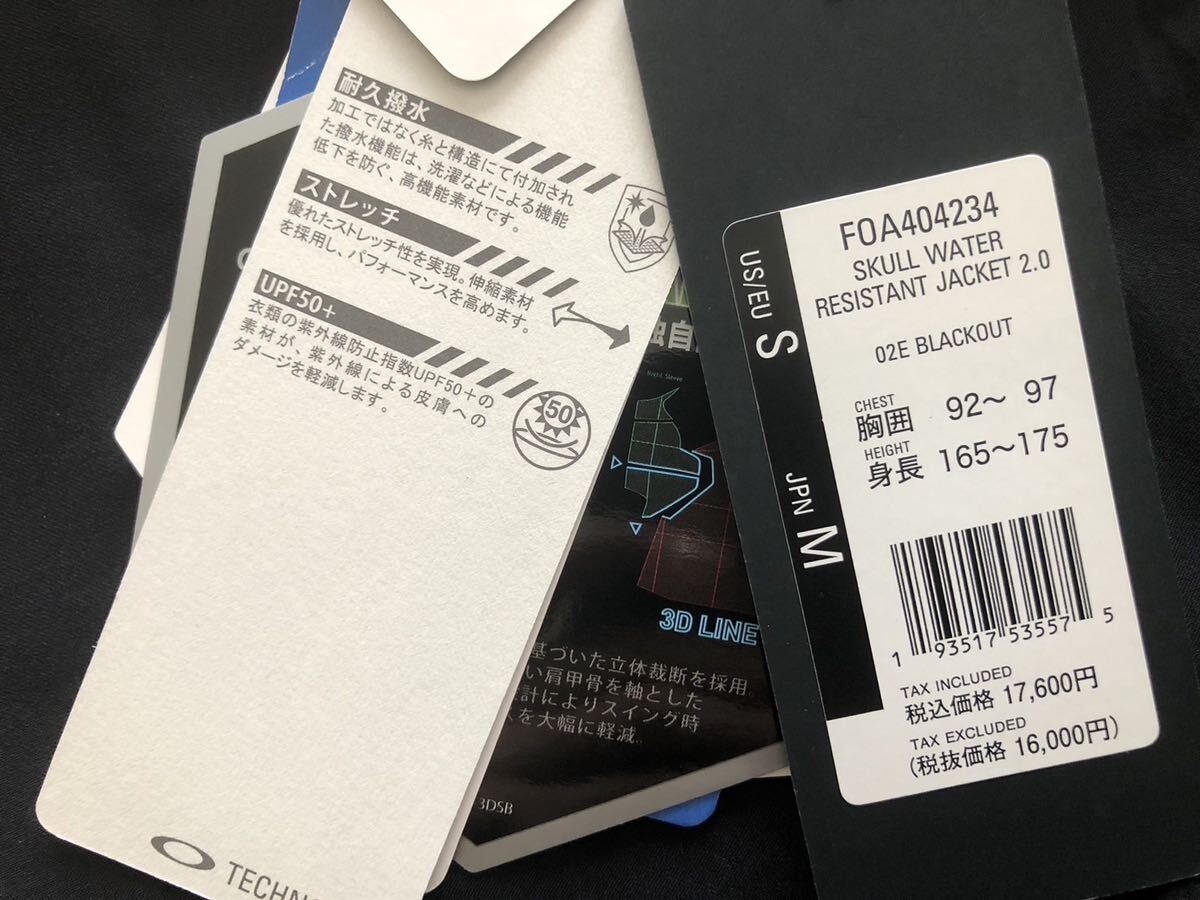 耐久撥水
加工ではなく糸と構造にて付加され
た撥水機能は、洗濯などによる機能
低下を防ぐ、高機能素材です。
ストレッチ
優れたストレッチ性を実現。伸縮素材
を採用し、パフォーマンスを高めます。
UPF50+
衣類の紫外線防止指数UPF50+の
素材が、紫外線による皮膚への
ダメージを軽減します。
50
TECHN
独自
Right Sleeve
3D LINE
基づいた立体裁断を採用。
い肩甲骨を軸とした
計によりスイング時
を大幅に軽減。
3DSB
US/EU S
JPN M
FOA404234
SKULL WATER
RESISTANT JACKET 2.0
02E BLACKOUT
CHEST
胸囲 92～ 97
HEIGHT
身長 165～175
1 93517 53557 5
TAX INCLUDED
税込価格 17,600円
TAX EXCLUDED
(税抜価格 16,000円)